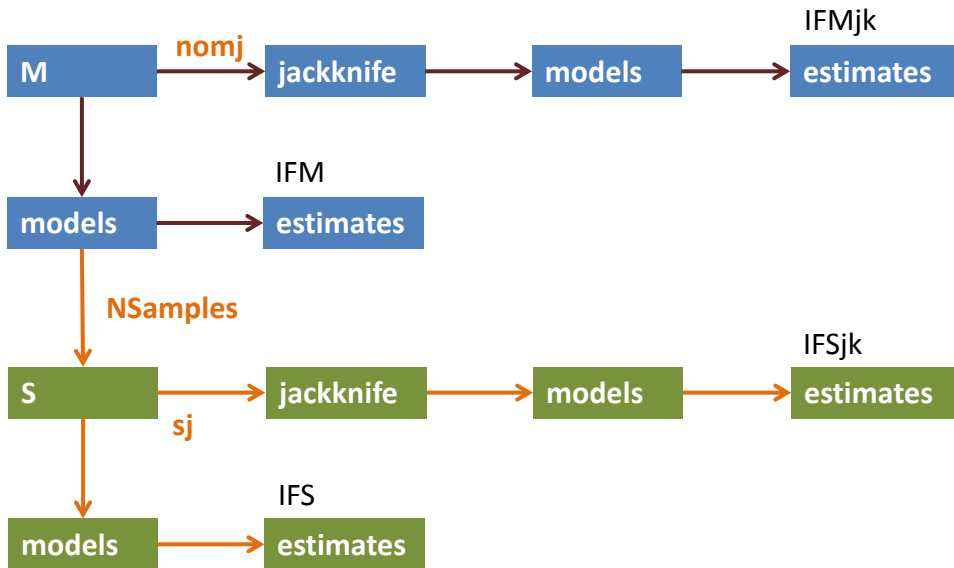 IFMjk
nomj
M
jackknife
models
estimates
IFM
models
estimates
NSamples
IFSjk
S
jackknife
models
estimates
sj
IFS
models
estimates